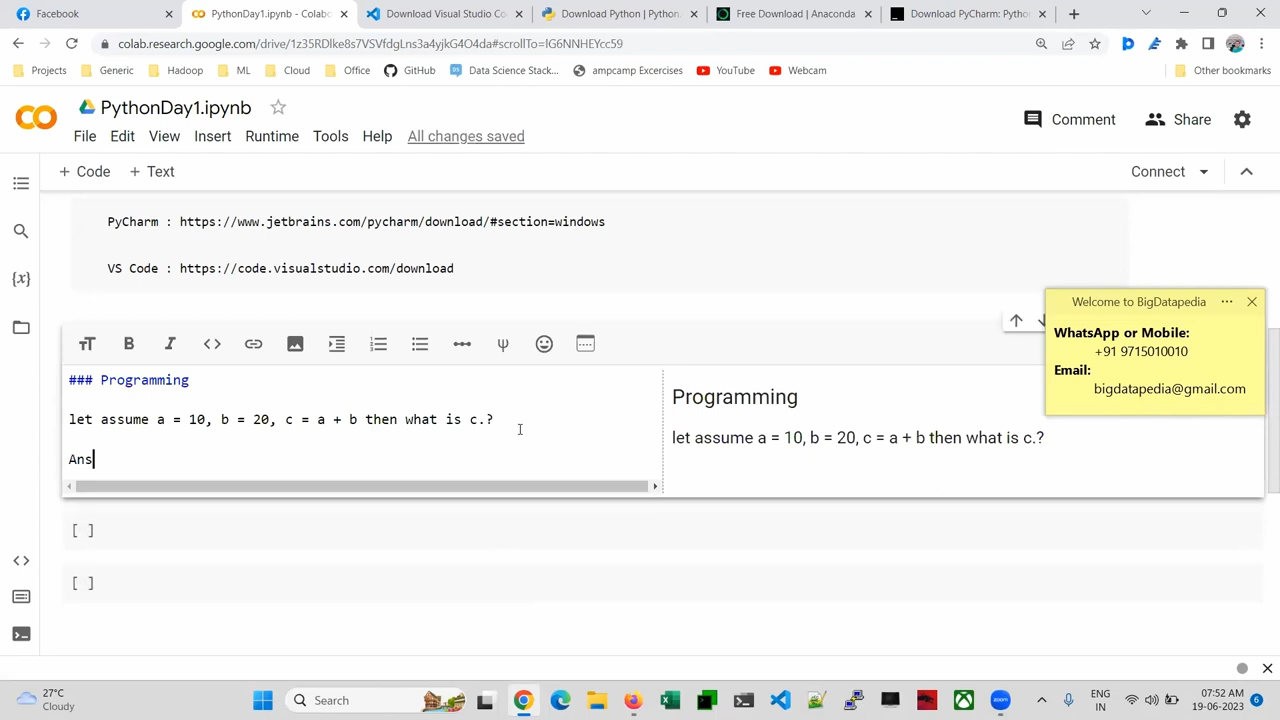 Facebook
PythonDay1.ipynb - Colabo
Download Visual Studio Co
Download Python | Python.
Free Download | Anaconda
Download PyCharm: Pytho
colab.research.google.com/drive/1z35RDlke8s7VSVfdgLns3a4yjkG4O4da#scrollTo=IG6NNHEYcc59
Projects Generic Hadoop ML Cloud Office GitHub Data Science Stack... ampcamp Excercises YouTube Webcam Other bookmarks
PythonDay1.ipynb
Comment Share
File Edit View Insert Runtime Tools Help All changes saved
+ Code + Text Connect
PyCharm : https://www.jetbrains.com/pycharm/download/#section=windows
VS Code : https://code.visualstudio.com/download
Welcome to BigDatapedia
WhatsApp or Mobile:
+91 9715010010
Email:
bigdatapedia@gmail.com
### Programming
let assume a = 10, b = 20, c = a + b then what is c.?
Ans
Programming
let assume a = 10, b = 20, c = a + b then what is c.?
[ ]
[ ]
27°C
Cloudy
Search
ENG
IN
07:52 AM
19-06-2023
6